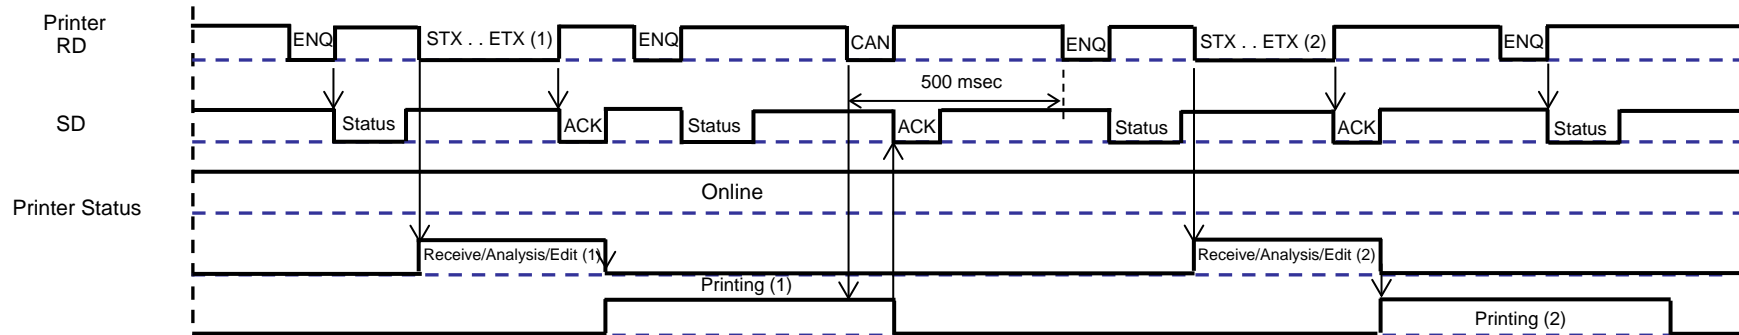 Printer
RD
ENQ
STX . . ETX (1)
ENQ
CAN
ENQ
STX . . ETX (2)
ENQ
500 msec
SD
Status
ACK
Status
ACK
Status
ACK
Status
Printer Status
Online
Receive/Analysis/Edit (1)
Receive/Analysis/Edit (2)
Printing (1)
Printing (2)